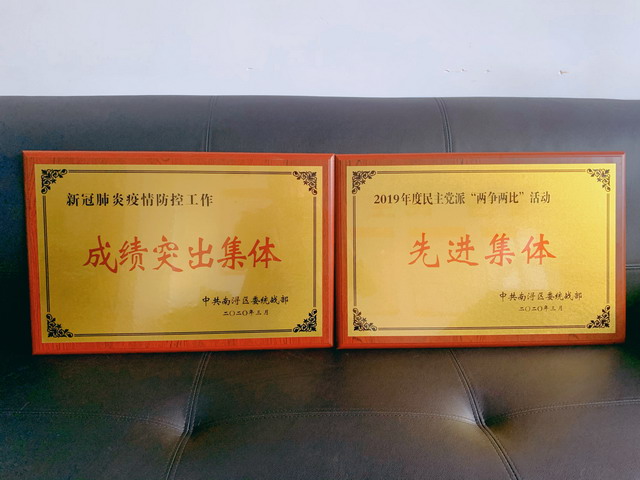 新冠肺炎疫情防控工作
成绩突出集体
中共南浔区委统战部
二〇二〇年三月
2019年度民主党派“两争两比”活动
先进集体
中共南浔区委统战部
二〇二〇年三月